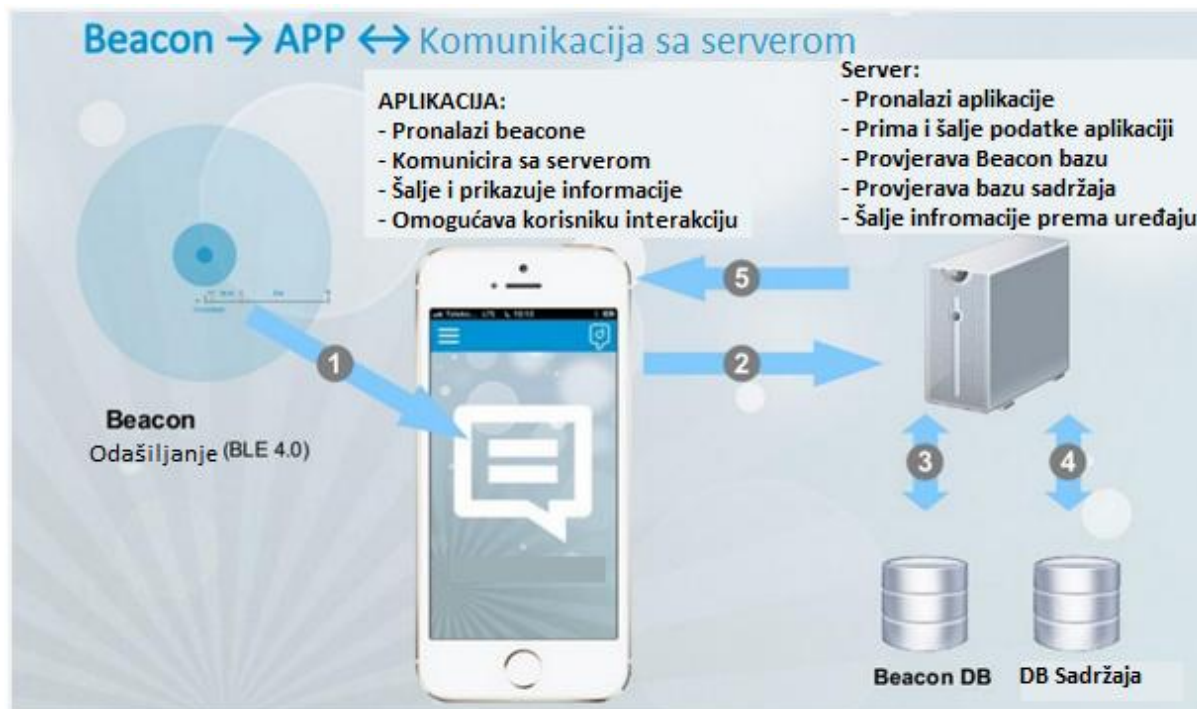 Beacon → APP ↔ Komunikacija sa serverom
APLIKACIJA:
- Pronalazi beacone
- Komunicira sa serverom
- Šalje i prikazuje informacije
- Omogućava korisniku interakciju
Server:
- Pronalazi aplikacije
- Prima i šalje podatke aplikaciji
- Provjerava Beacon bazu
- Provjerava bazu sadržaja
- Šalje infromacije prema uređaju
5
LTE
1
2
Beacon
Odašiljanje (BLE 4.0)
3
4
Beacon DB
DB Sadržaja